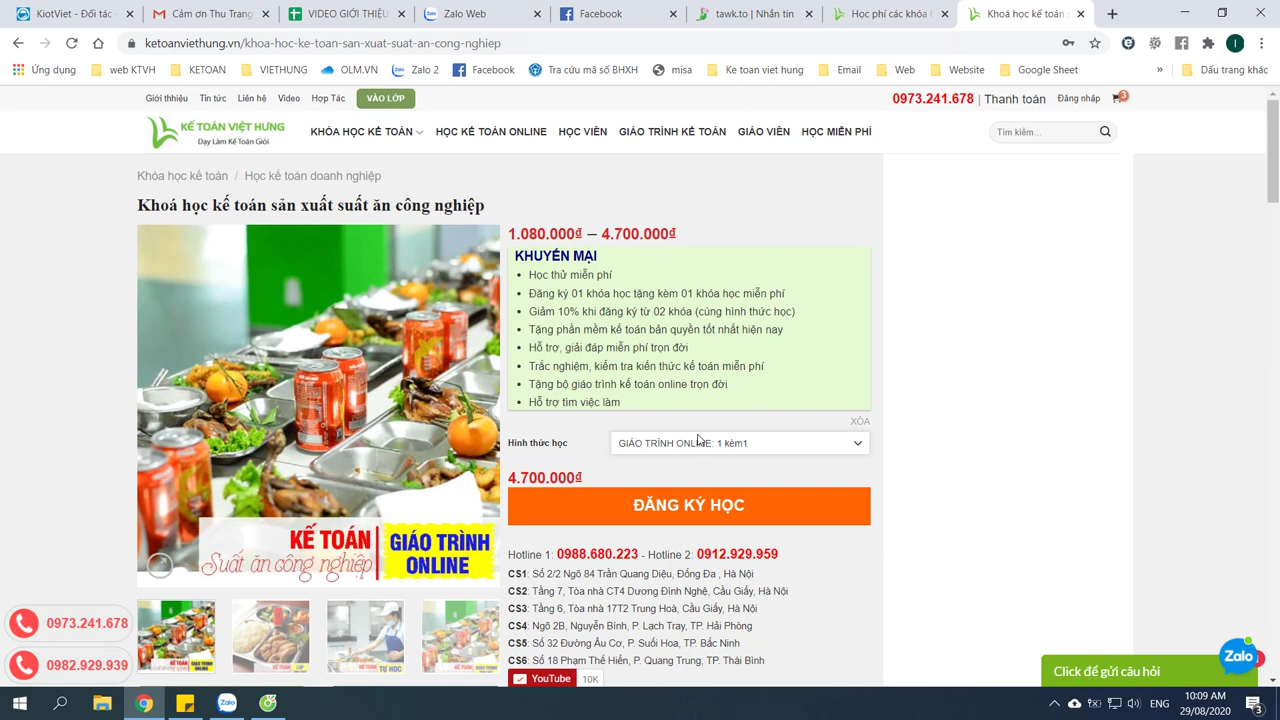 KiotViet - Đối tác -
Cảm ơn Thu Trang
VIDEO GIỚI THIỆU
Zalo
Facebook
tawk.to | Nhắn tin
Học phí các khóa
Khoá học kế toán
ketoanviethung.vn/khoa-hoc-ke-toan-san-xuat-suat-an-cong-nghiep
Ứng dụng
web KTVH
KETOAN
VIETHUNG
OLM.VN
Zalo 2
Facebook
Tra cứu mã số BHXH
misa
Ke toan viet hung
Email
Web
Website
Google Sheet
»
Dấu trang khác
Giới thhiệu
Tin tức
Liên hệ
Video
Hợp Tác
VÀO LỚP
0973.241.678 | Thanh toán
Đăng nhập
3
KẾ TOÁN VIỆT HƯNG
Dạy Làm Kế Toán Giỏi
KHÓA HỌC KẾ TOÁN
HỌC KẾ TOÁN ONLINE
HỌC VIÊN
GIÁO TRÌNH KẾ TOÁN
GIÁO VIÊN
HỌC MIỄN PHÍ
Tìm kiếm...
Khóa học kế toán / Học kế toán doanh nghiệp
Khoá học kế toán sản xuất suất ăn công nghiệp
1.080.000₫ – 4.700.000₫
KHUYẾN MẠI
• Học thử miễn phí
• Đăng ký 01 khóa học tặng kèm 01 khóa học miễn phí
• Giảm 10% khi đăng ký từ 02 khóa (cùng hình thức học)
• Tặng phần mềm kế toán bản quyền tốt nhất hiện nay
• Hỗ trợ, giải đáp miễn phí trọn đời
• Trắc nghiệm, kiểm tra kiến thức kế toán miễn phí
• Tặng bộ giáo trình kế toán online trọn đời
• Hỗ trợ tìm việc làm
XÓA
Hình thức học
GIÁO TRÌNH ONLINE: 1 kèm1
4.700.000₫
ĐĂNG KÝ HỌC
KẾ TOÁN
Suất ăn công nghiệp
GIÁO TRÌNH
ONLINE
Hotline 1: 0988.680.223 - Hotline 2: 0912.929.959
CS1: Số 2/2 Ngõ 84 Trần Quang Diệu, Đống Đa , Hà Nội
CS2: Tầng 7, Tòa nhà CT4 Dương Đình Nghệ, Cầu Giấy, Hà Nội
CS3: Tầng 6, Tòa nhà 17T2 Trung Hoà, Cầu Giấy, Hà Nội
CS4: Ngõ 2B, Nguyễn Bình, P. Lạch Tray, TP. Hải Phòng
CS5: Số 32 Đường Âu Cơ, P. Suối Hoa, TP. Bắc Ninh
CS6: Số 18 Phạm Thế Hiển, P. Quang Trung, TP. Thái Bình
YouTube 10K
0973.241.678
0982.929.939
Click để gửi câu hỏi
Zalo
ENG
10:09 AM
29/08/2020
3